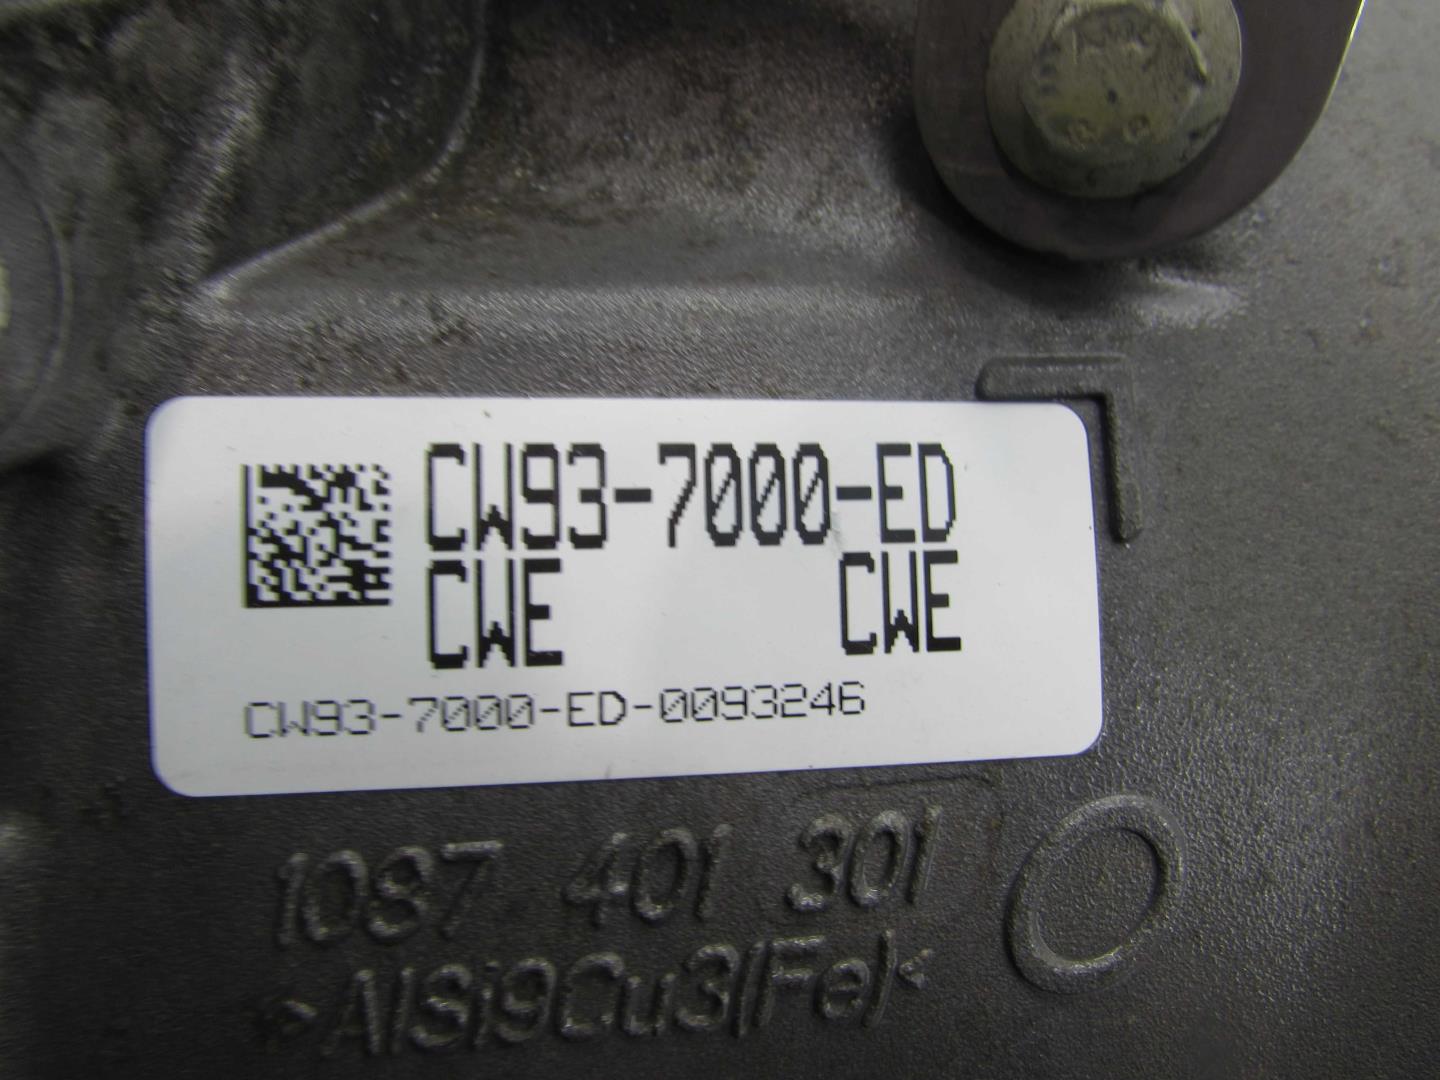 CW93-7000-ED
CWE CWE
CW93-7000-ED-0093246
1087 401 301
>AlSi9Cu3(Fe)<